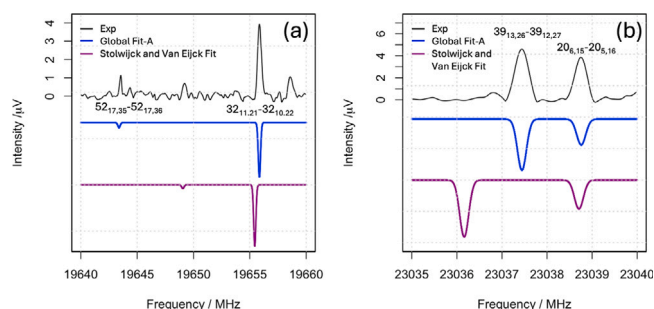 (a)
Exp
Global Fit-A
Stolwijck and Van Eijck Fit
52₁₇,₃₅-52₁₇,₃₆
32₁₁.₂₁-32₁₀.₂₂
4
3
2
1
0
Intensity /μV
19640 19645 19650 19655 19660
Frequency / MHz
(b)
39₁₃,₂₆-39₁₂,₂₇
Exp
Global Fit-A
Stolwijck and
Van Eijck Fit
20₆,₁₅-20₅,₁₆
6
4
2
0
Intensity /μV
23035 23036 23037 23038 23039 23040
Frequency / MHz